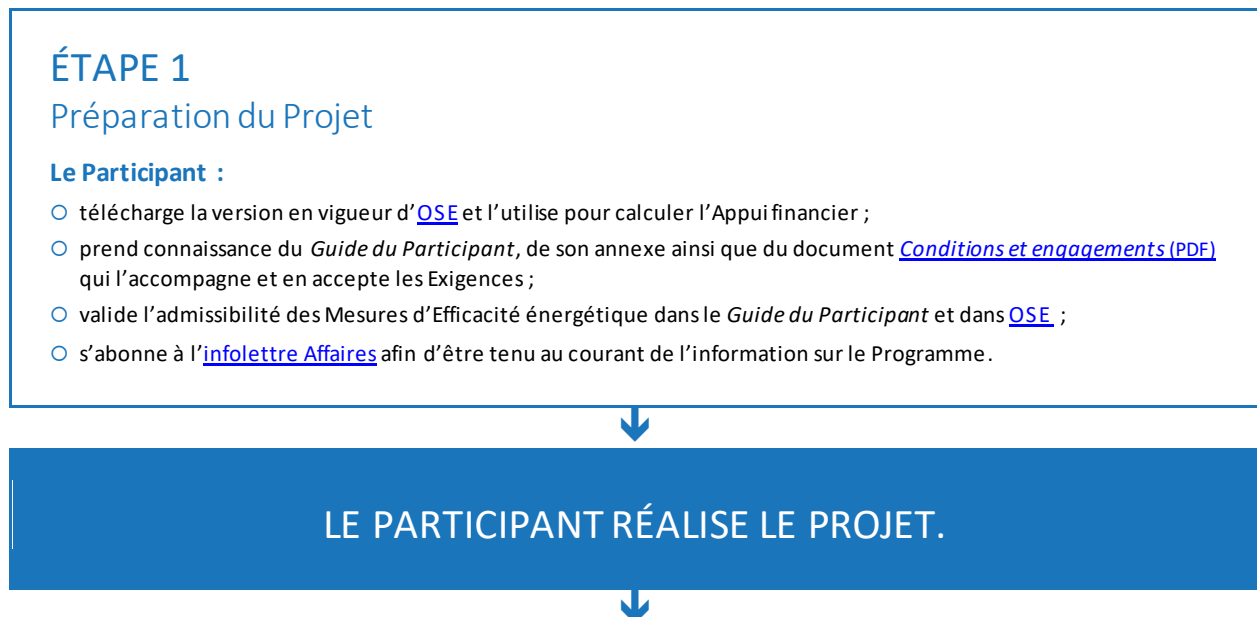 ÉTAPE 1
Préparation du Projet
Le Participant :
télécharge la version en vigueur d’OSE et l’utilise pour calculer l’Appui financier ;
prend connaissance du Guide du Participant, de son annexe ainsi que du document Conditions et engagements (PDF)
qui l’accompagne et en accepte les Exigences ;
valide l’admissibilité des Mesures d’Efficacité énergétique dans le Guide du Participant et dans OSE ;
s’abonne à l’infolettre Affaires afin d’être tenu au courant de l’information sur le Programme.
LE PARTICIPANT RÉALISE LE PROJET.